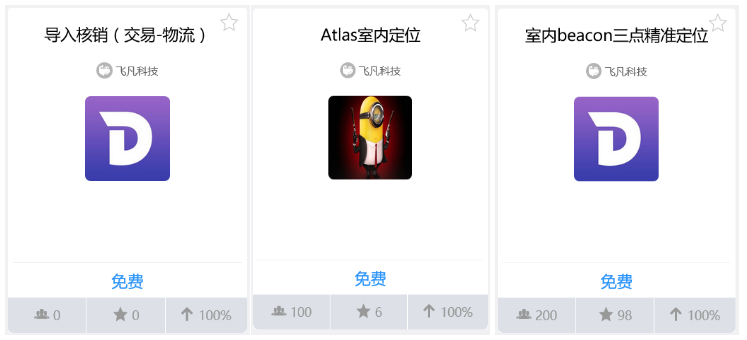 导入核销（交易-物流）
飞凡科技
D
免费
0
0
100%
Atlas室内定位
飞凡科技
免费
100
6
100%
室内beacon三点精准定位
飞凡科技
D
免费
200
98
100%